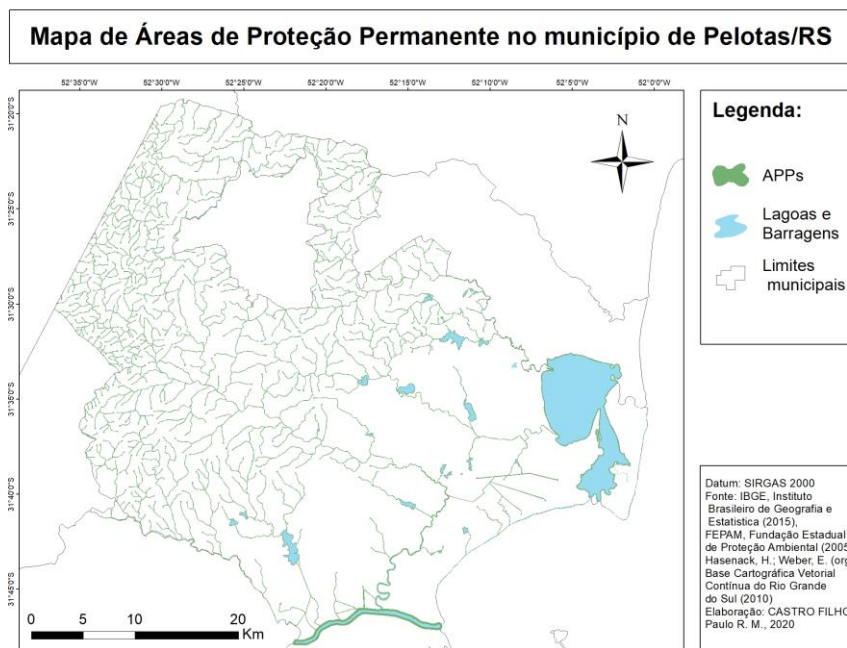 Mapa de Áreas de Proteção Permanente no município de Pelotas/RS
52°35'0"W 52°30'0"W 52°25'0"W 52°20'0"W 52°15'0"W 52°10'0"W 52°5'0"W 52°0'0"W
31°20'0"S
31°25'0"S
31°30'0"S
31°35'0"S
31°40'0"S
31°45'0"S
N
0 5 10 20
Km
Legenda:
APPs
Lagoas e
Barragens
Limites
municipais
Datum: SIRGAS 2000
Fonte: IBGE, Instituto
Brasileiro de Geografia e
Estatistica (2015),
FEPAM, Fundação Estadual
de Proteção Ambiental (2005
Hasenack, H.; Weber, E. (org
Base Cartográfica Vetorial
Contínua do Rio Grande
do Sul (2010)
Elaboração: CASTRO FILHO
Paulo R. M., 2020